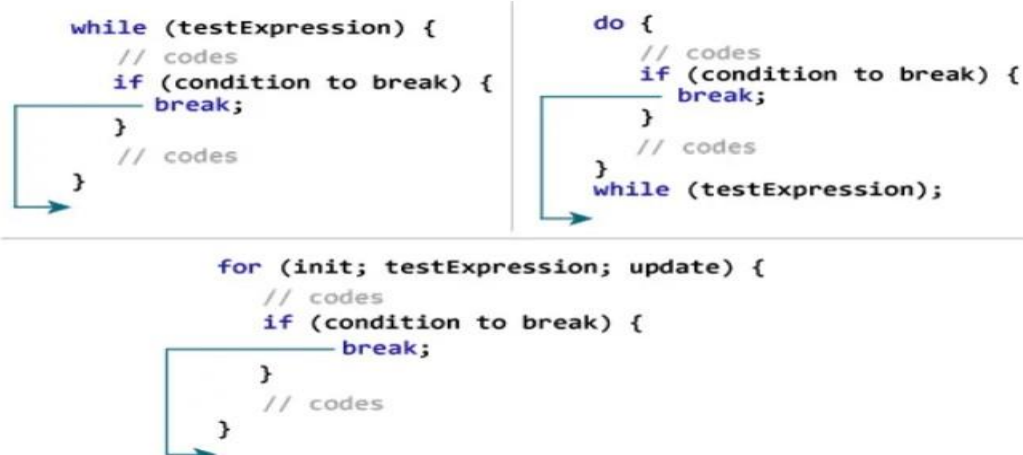 while (testExpression) {
// codes
if (condition to break) {
break;
}
// codes
}
do {
// codes
if (condition to break) {
break;
}
// codes
}
while (testExpression);
for (init; testExpression; update) {
// codes
if (condition to break) {
break;
}
// codes
}